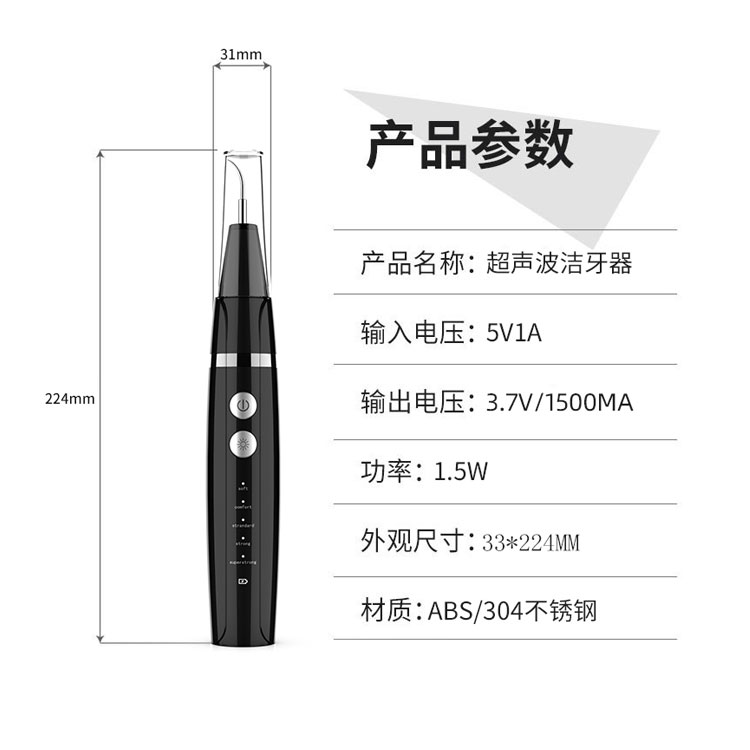 31mm
产品参数
产品名称：超声波洁牙器
输入电压：5V1A
224mm
输出电压：3.7V/1500MA
功率：1.5W
soft
comfort
strandard
strong
superstrong
外观尺寸：33*224MM
材质：ABS/304不锈钢